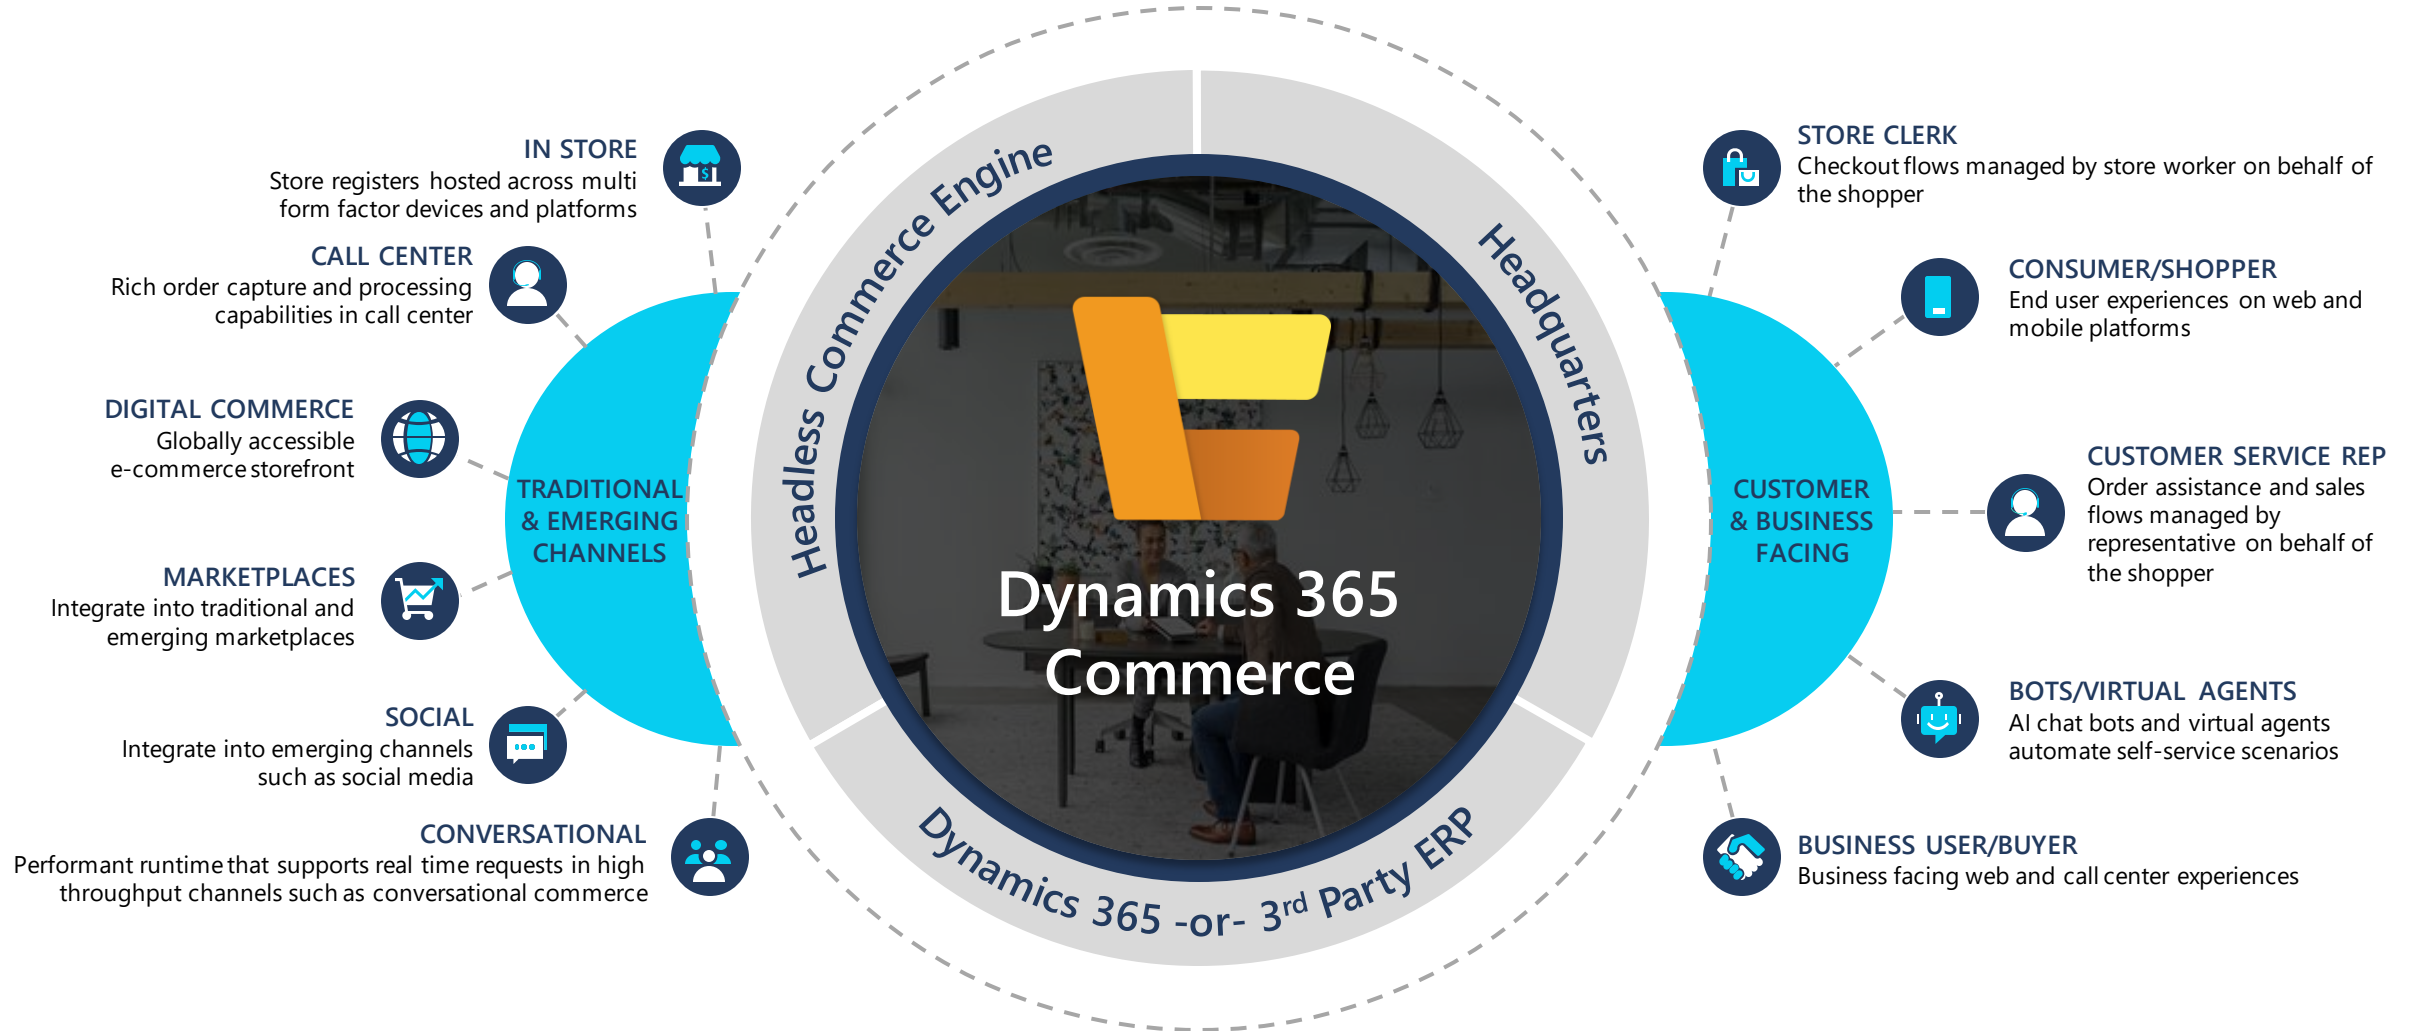 IN STORE
Store registers hosted across multi
form factor devices and platforms
CALL CENTER
Rich order capture and processing
capabilities in call center
DIGITAL COMMERCE
Globally accessible
e-commerce storefront
MARKETPLACES
Integrate into traditional and
emerging marketplaces
SOCIAL
Integrate into emerging channels
such as social media
CONVERSATIONAL
Performant runtime that supports real time requests in high
throughput channels such as conversational commerce
TRADITIONAL
& EMERGING
CHANNELS
Headless Commerce Engine
Headquarters
Dynamics 365 -or- 3rd Party ERP
Dynamics 365
Commerce
CUSTOMER
& BUSINESS
FACING
STORE CLERK
Checkout flows managed by store worker on behalf of
the shopper
CONSUMER/SHOPPER
End user experiences on web and
mobile platforms
CUSTOMER SERVICE REP
Order assistance and sales
flows managed by
representative on behalf of
the shopper
BOTS/VIRTUAL AGENTS
AI chat bots and virtual agents
automate self-service scenarios
BUSINESS USER/BUYER
Business facing web and call center experiences